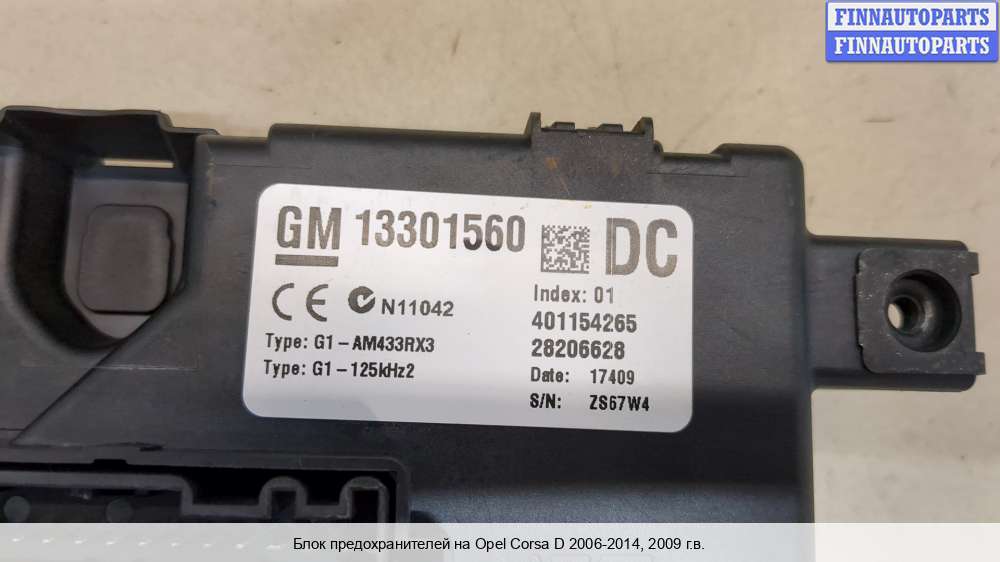 FINNAUTOPARTS
FINNAUTOPARTS
GM 13301560 DC
CE N11042
Index: 01
401154265
28206628
Type: G1-AM433RX3
Type: G1-125kHz2
Date: 17409
S/N: ZS67W4
Блок предохранителей на Opel Corsa D 2006-2014, 2009 г.в.